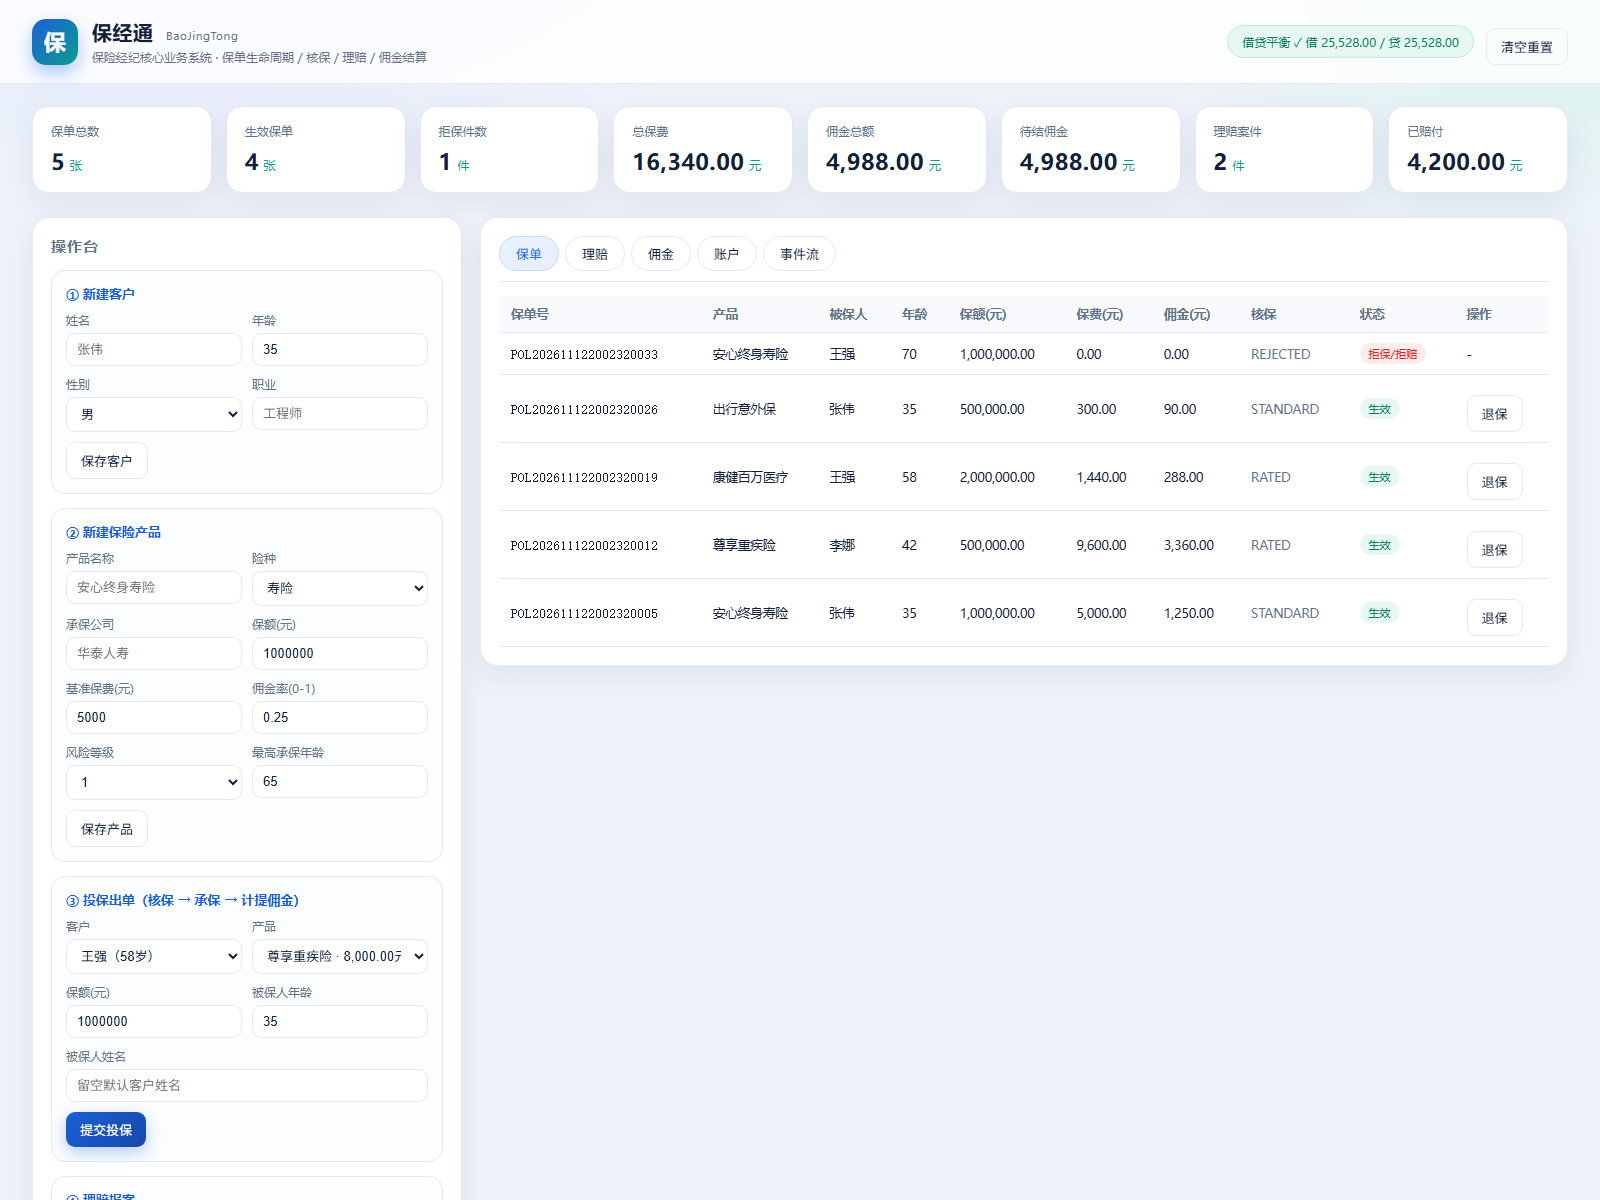 保
保经通 BaoJingTong
保险经纪核心业务系统 · 保单生命周期 / 核保 / 理赔 / 佣金结算
借贷平衡 ✓ 借 25,528.00 / 贷 25,528.00
清空重置
保单总数
5 张
生效保单
4 张
拒保件数
1 件
总保费
16,340.00 元
佣金总额
4,988.00 元
待结佣金
4,988.00 元
理赔案件
2 件
已赔付
4,200.00 元
操作台
① 新建客户
姓名 年龄
张伟 35
性别 职业
男 工程师
保存客户
② 新建保险产品
产品名称 险种
安心终身寿险 寿险
承保公司 保额(元)
华泰人寿 1000000
基准保费(元) 佣金率(0-1)
5000 0.25
风险等级 最高承保年龄
1 65
保存产品
③ 投保出单（核保 → 承保 → 计提佣金）
客户 产品
王强（58岁） 尊享重疾险 · 8,000.00元
保额(元) 被保人年龄
1000000 35
被保人姓名
留空默认客户姓名
提交投保
④ 理赔报案
保单 理赔 佣金 账户 事件流
保单号 产品 被保人 年龄 保额(元) 保费(元) 佣金(元) 核保 状态 操作
POL202611122002320033 安心终身寿险 王强 70 1,000,000.00 0.00 0.00 REJECTED 拒保/拒赔 -
POL202611122002320026 出行意外保 张伟 35 500,000.00 300.00 90.00 STANDARD 生效 退保
POL202611122002320019 康健百万医疗 王强 58 2,000,000.00 1,440.00 288.00 RATED 生效 退保
POL202611122002320012 尊享重疾险 李娜 42 500,000.00 9,600.00 3,360.00 RATED 生效 退保
POL202611122002320005 安心终身寿险 张伟 35 1,000,000.00 5,000.00 1,250.00 STANDARD 生效 退保